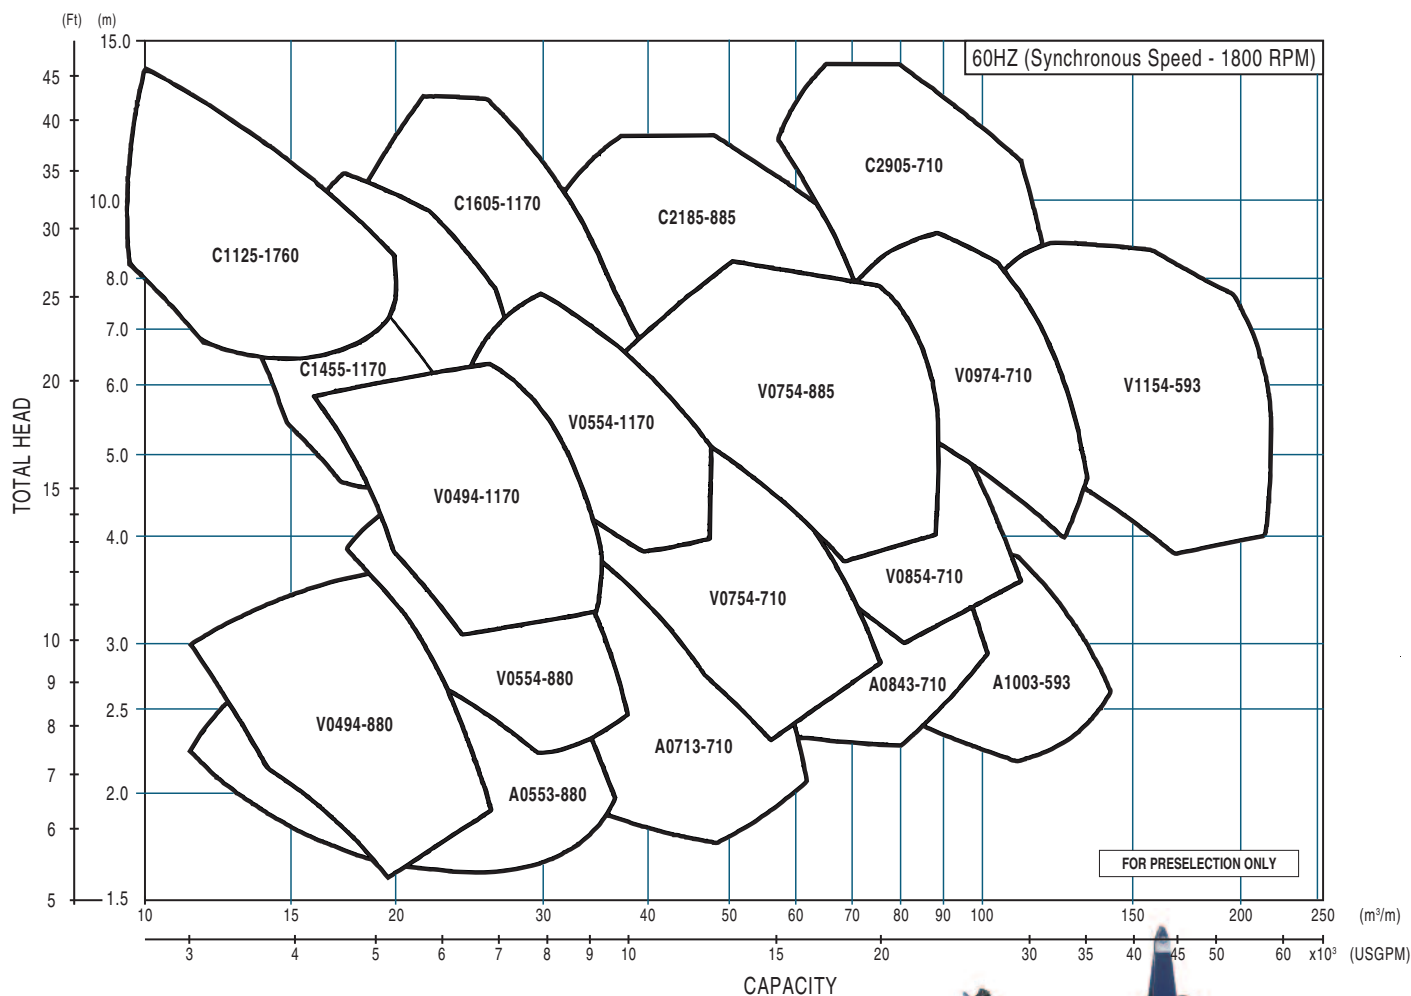 (Ft) (m)
15.0
60HZ (Synchronous Speed - 1800 RPM)
45
40
C2905-710
35
10.0
C1605-1170
C2185-885
30
C1125-1760
8.0
25
7.0
C1455-1170
V0974-710
20
6.0
V0754-885
V1154-593
TOTAL HEAD
V0554-1170
5.0
15
V0494-1170
4.0
V0854-710
V0754-710
10
3.0
V0554-880
A0843-710
A1003-593
9
2.5
8
V0494-880
A0713-710
7
2.0
A0553-880
6
FOR PRESELECTION ONLY
5
1.5
10 15 20 30 40 50 60 70 80 90 100 150 200 250 (m³/m)
3 4 5 6 7 8 9 10 15 20 30 35 40 45 50 60 x10³ (USGPM)
CAPACITY